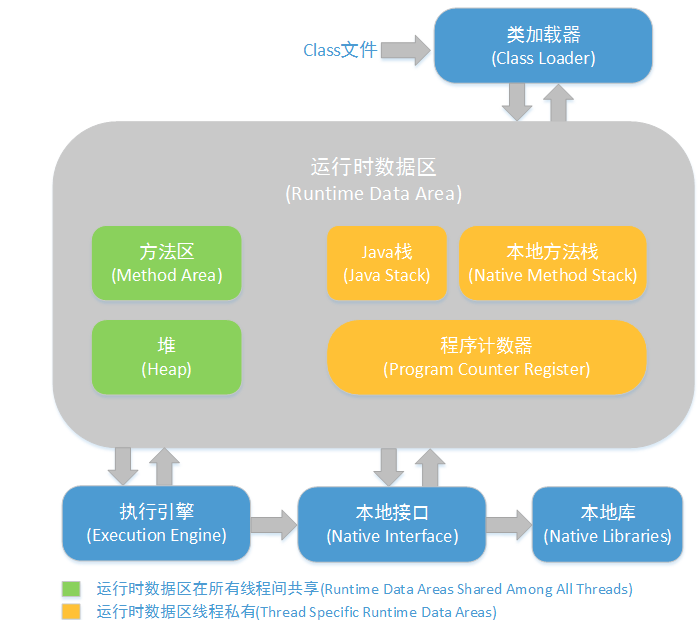 Class文件
类加载器
(Class Loader)
运行时数据区
(Runtime Data Area)
方法区
(Method Area)
Java栈
(Java Stack)
本地方法栈
(Native Method Stack)
堆
(Heap)
程序计数器
(Program Counter Register)
执行引擎
(Execution Engine)
本地接口
(Native Interface)
本地库
(Native Libraries)
运行时数据区在所有线程间共享(Runtime Data Areas Shared Among All Threads)
运行时数据区线程私有(Thread Specific Runtime Data Areas)